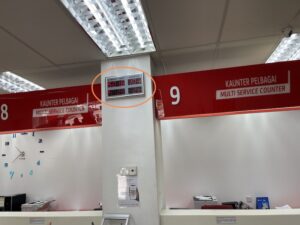 8
KAUNTER PELBAGAI
MULTI SERVICE COUNTER
9
KAUNTER PELBAGAI
MULTI SERVICE COUNTER